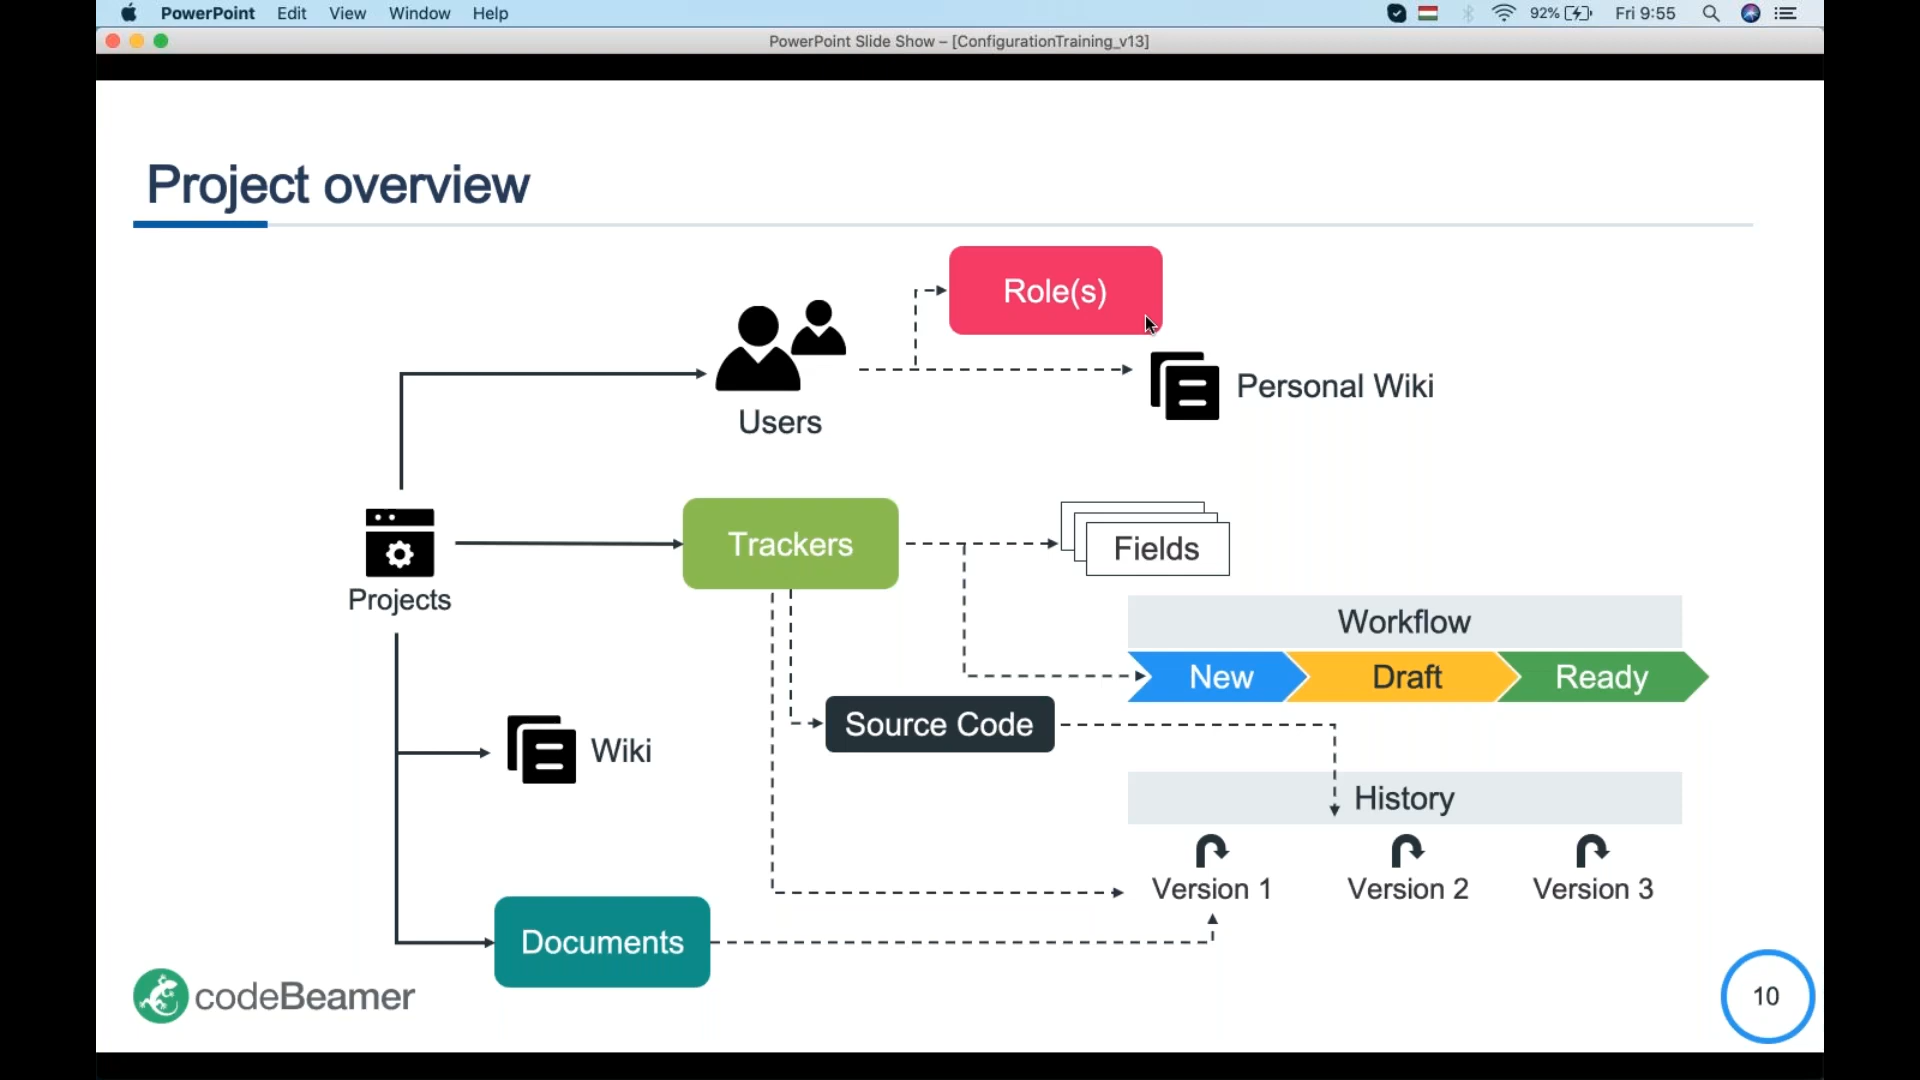 PowerPoint Edit View Window Help 92% Fri 9:55
PowerPoint Slide Show – [ConfigurationTraining_v13]
Project overview
Role(s)
Personal Wiki
Users
Trackers
Fields
Projects
Workflow
New Draft Ready
Source Code
Wiki
History
Version 1 Version 2 Version 3
Documents
codeBeamer
10